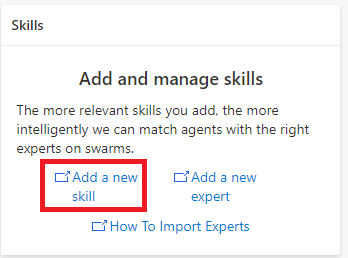 Skills
Add and manage skills
The more relevant skills you add, the more
intelligently we can match agents with the right
experts on swarms.
Add a new Add a new
skill expert
How To Import Experts